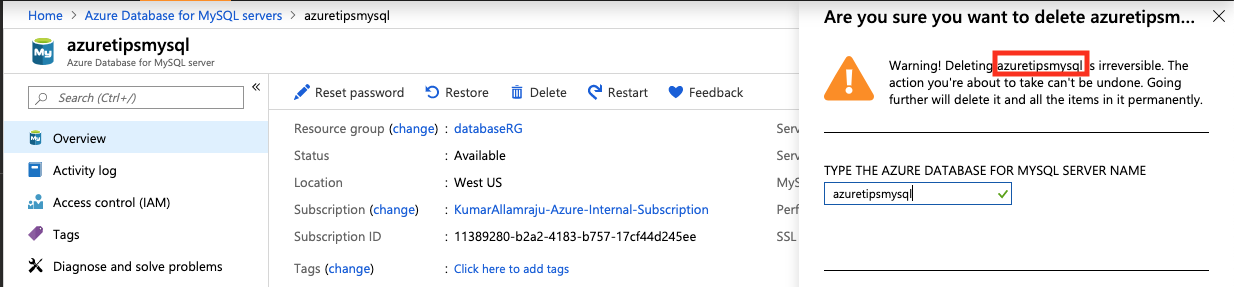 Home > Azure Database for MySQL servers > azuretipsmysql
azuretipsmysql
Azure Database for MySQL server
Search (Ctrl+/)
«
Overview
Activity log
Access control (IAM)
Tags
Diagnose and solve problems
Reset password Restore Delete Restart Feedback
Resource group (change) : databaseRG
Status : Available
Location : West US
Subscription (change) : KumarAllamraju-Azure-Internal-Subscription
Subscription ID : 11389280-b2a2-4183-b757-17cf44d245ee
Tags (change) : Click here to add tags
Serv
Serv
MyS
Perf
SSL
Are you sure you want to delete azuretipsm...
Warning! Deleting azuretipsmysql is irreversible. The
action you're about to take can't be undone. Going
further will delete it and all the items in it permanently.
TYPE THE AZURE DATABASE FOR MYSQL SERVER NAME
azuretipsmysql